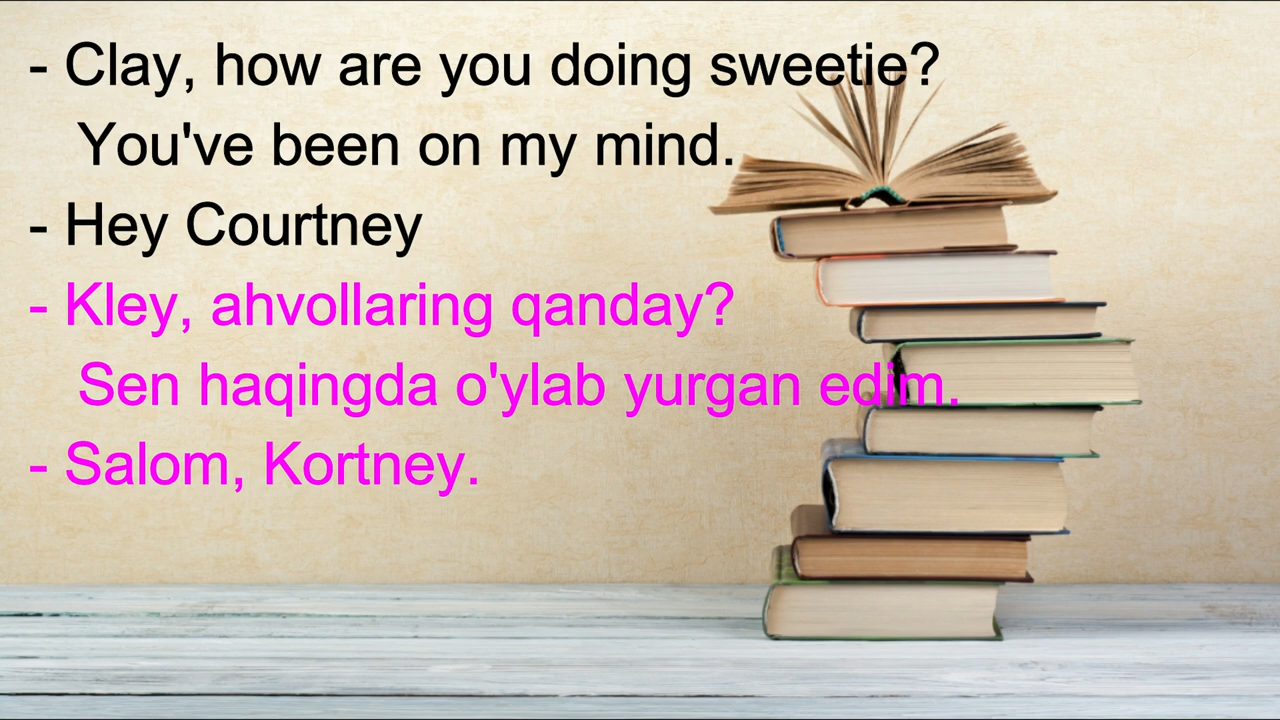 - Clay, how are you doing sweetie?
You've been on my mind.
- Hey Courtney
- Kley, ahvollaring qanday?
Sen haqingda o'ylab yurgan edim.
- Salom, Kortney.